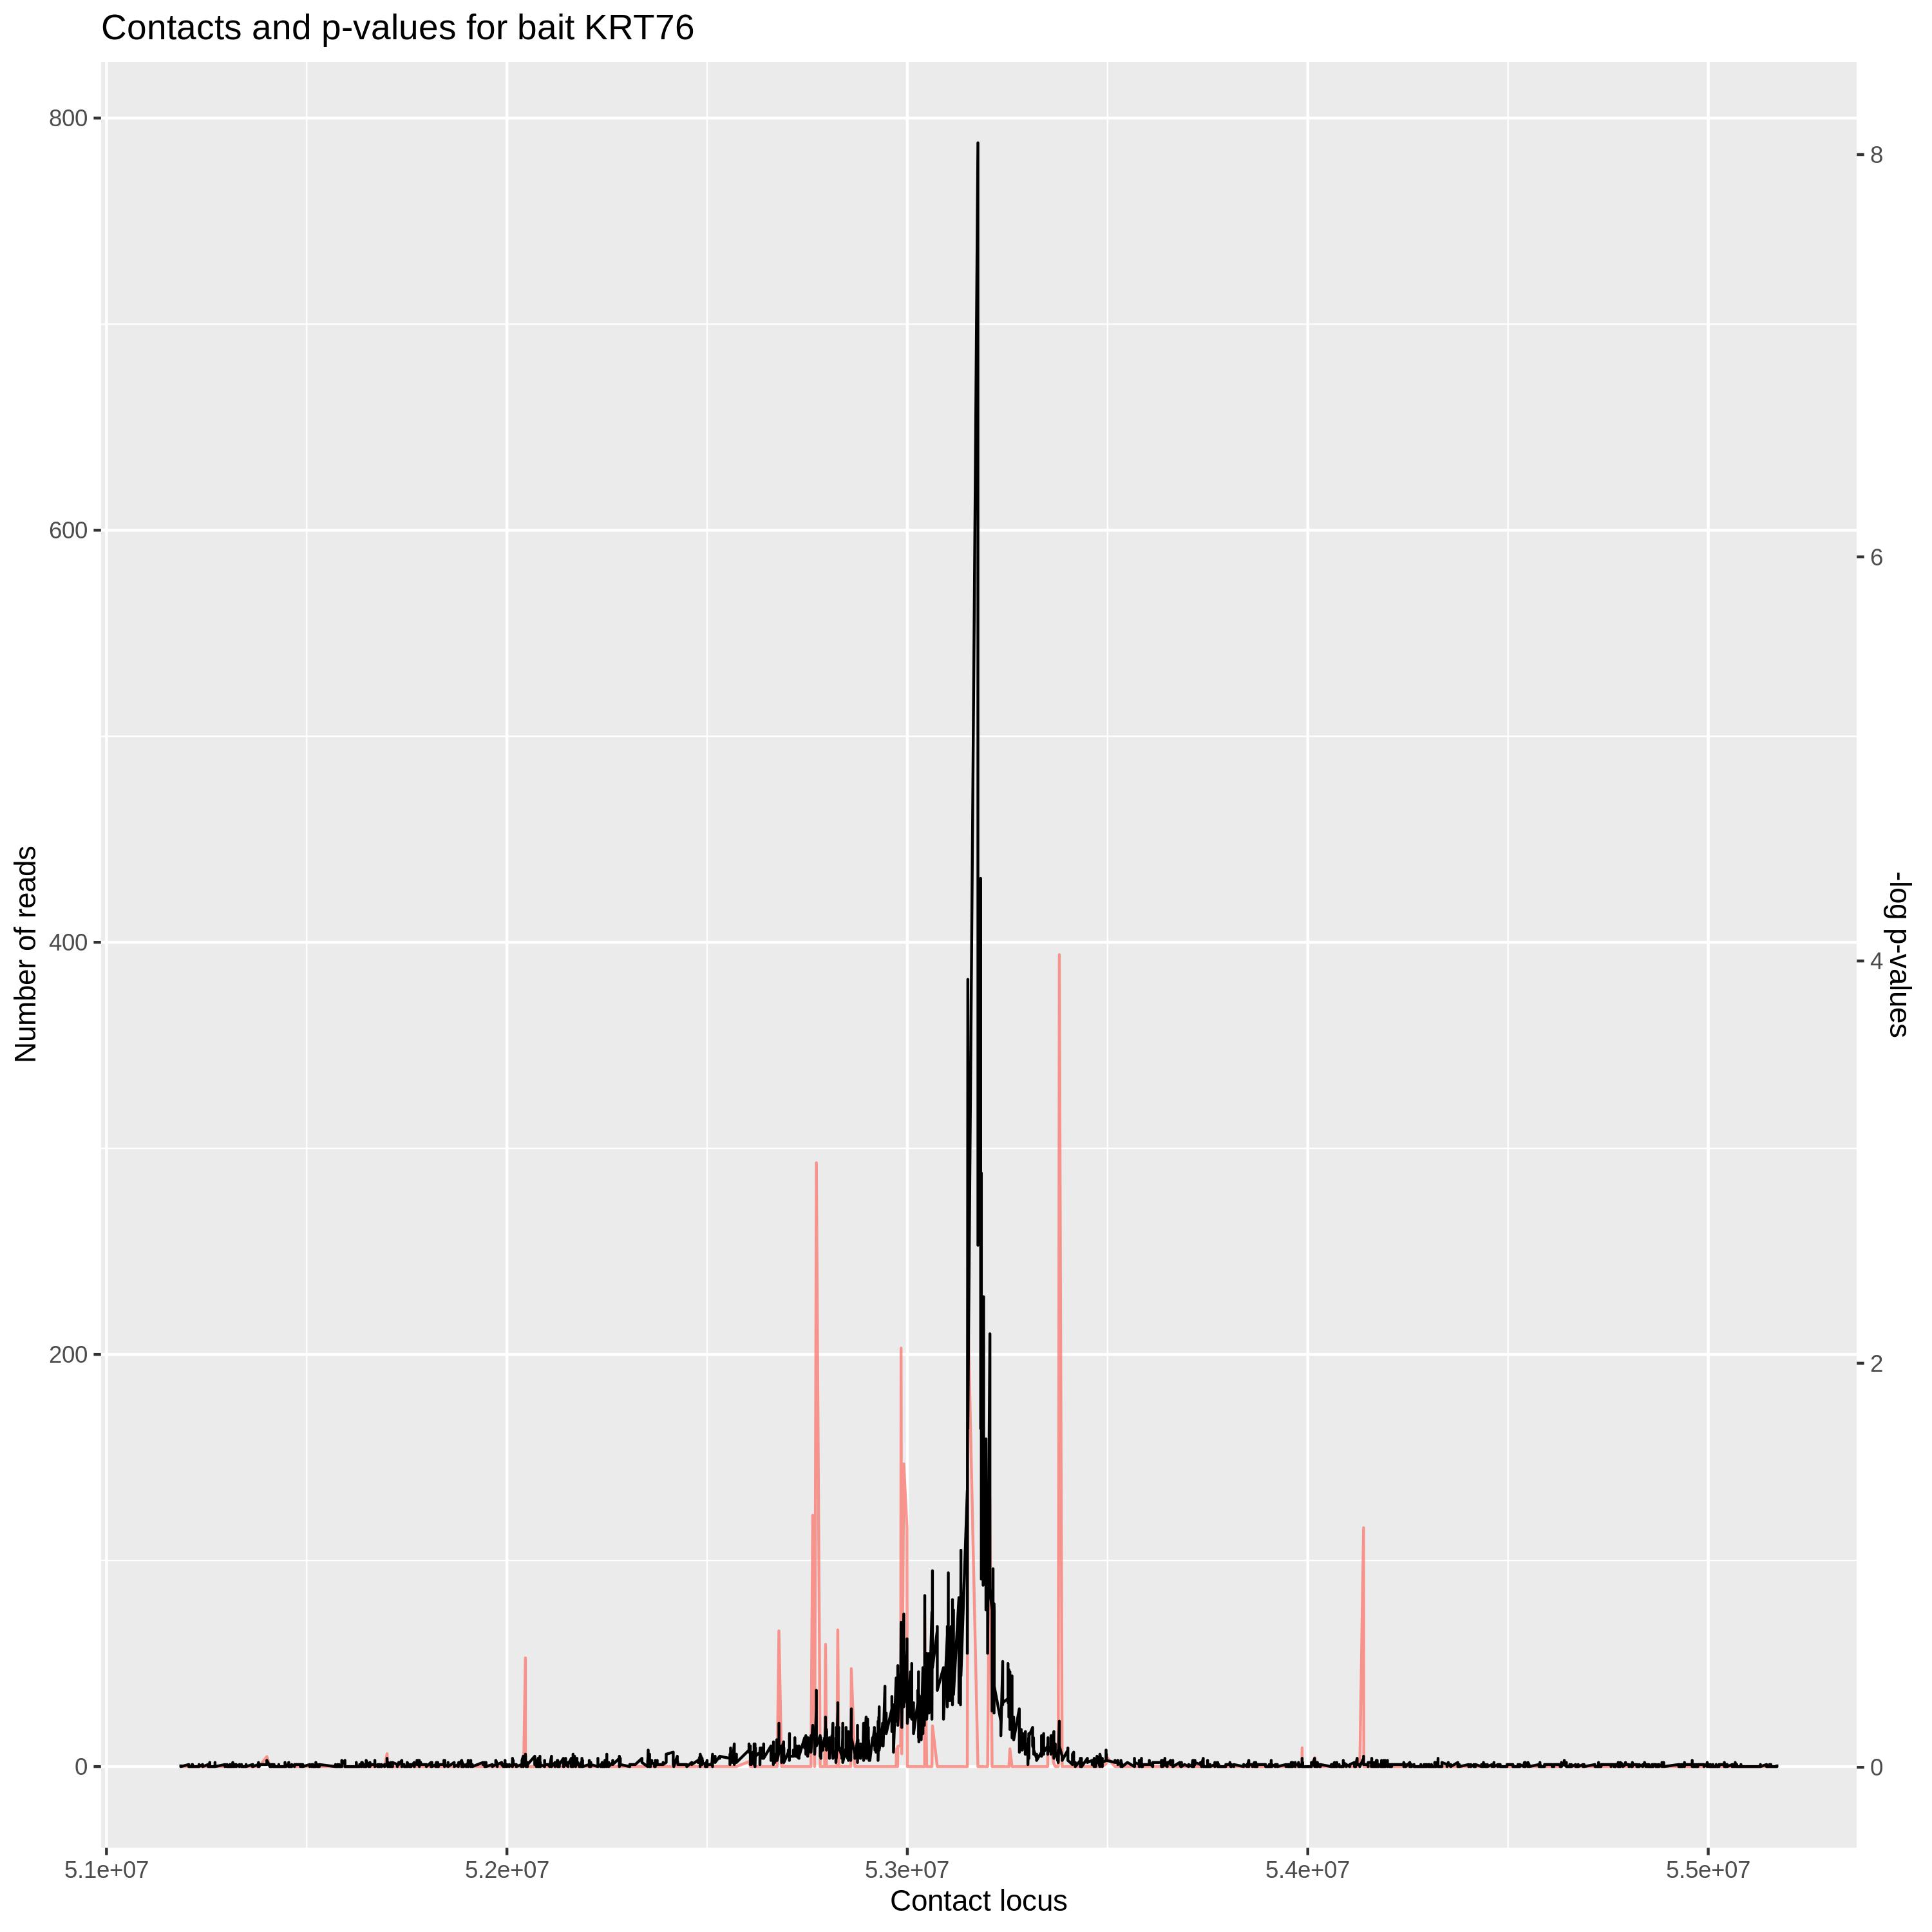 Contacts and p-values for bait KRT76
800
600
400
200
0
Number of reads
8
6
4
2
0
-log p-values
5.1e+07
5.2e+07
5.3e+07
5.4e+07
5.5e+07
Contact locus